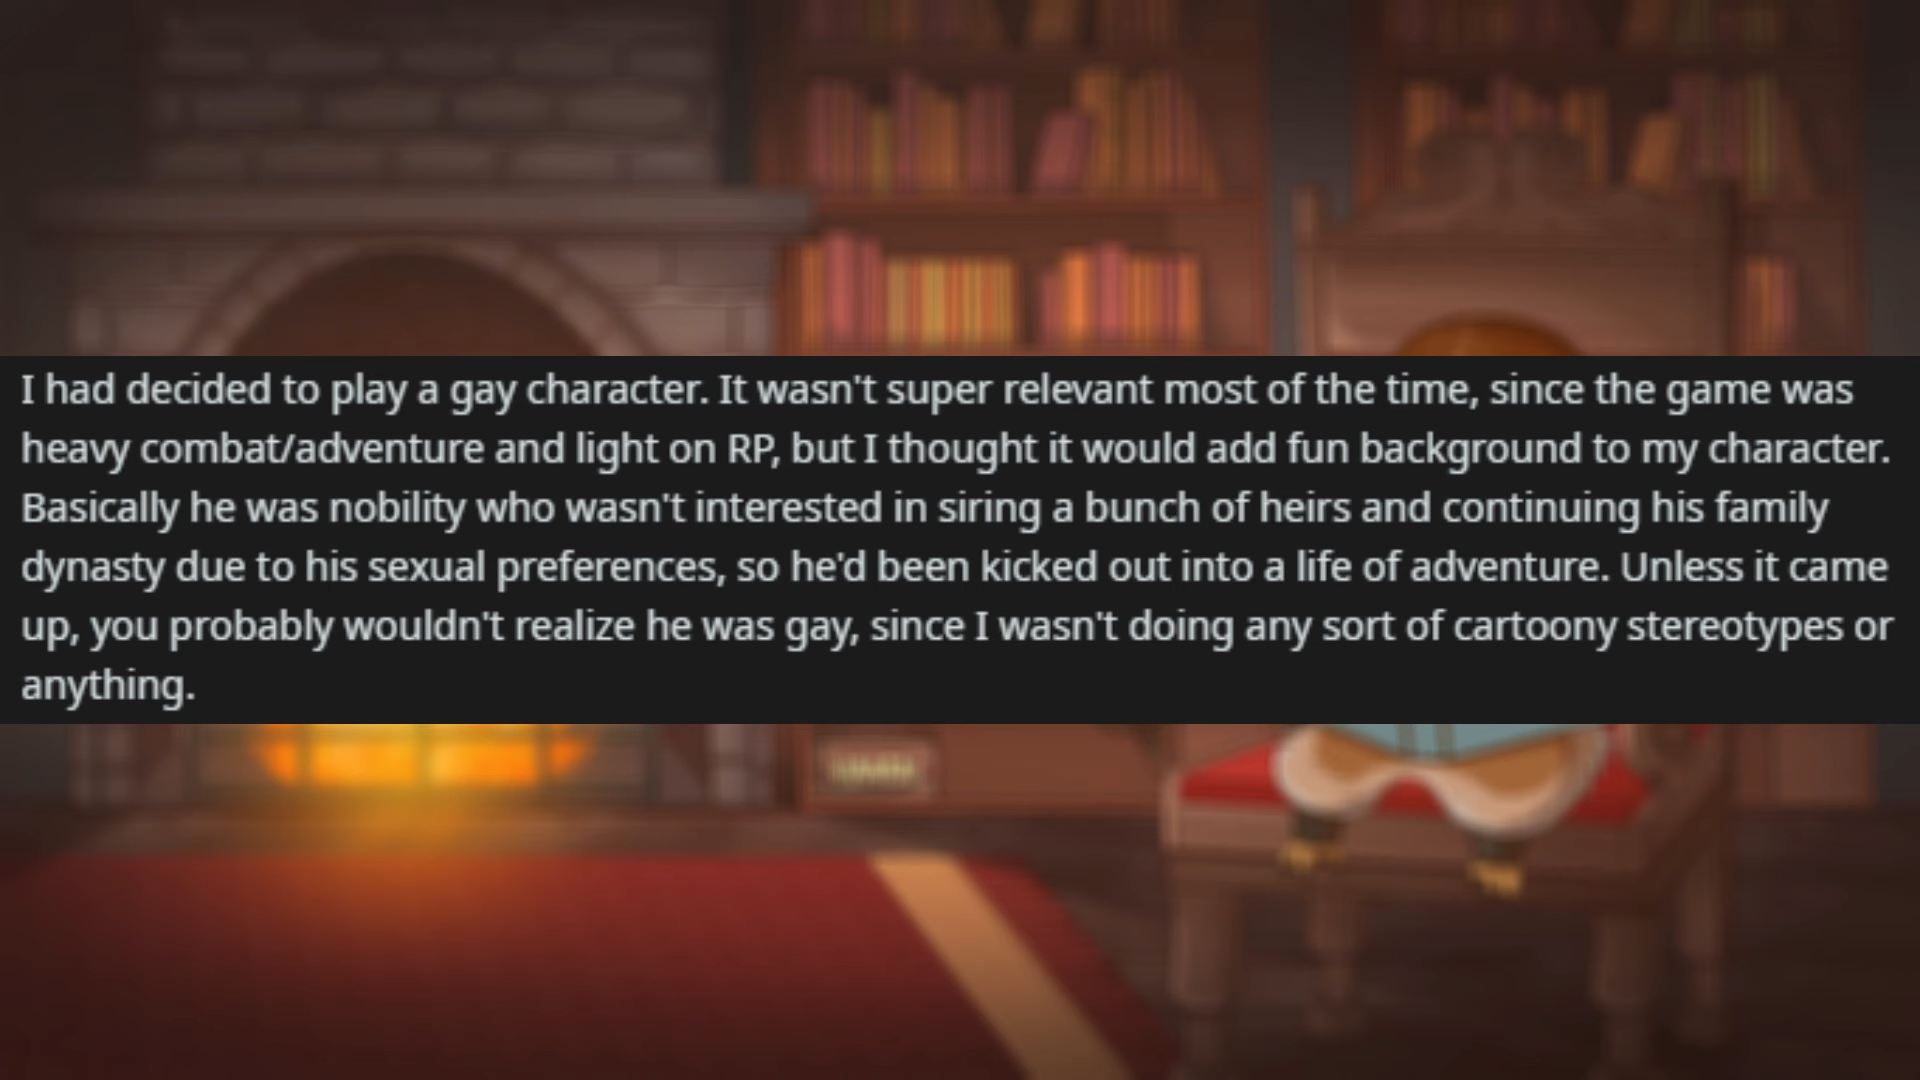 I had decided to play a gay character. It wasn't super relevant most of the time, since the game was
heavy combat/adventure and light on RP, but I thought it would add fun background to my character.
Basically he was nobility who wasn't interested in siring a bunch of heirs and continuing his family
dynasty due to his sexual preferences, so he'd been kicked out into a life of adventure. Unless it came
up, you probably wouldn't realize he was gay, since I wasn't doing any sort of cartoony stereotypes or
anything.